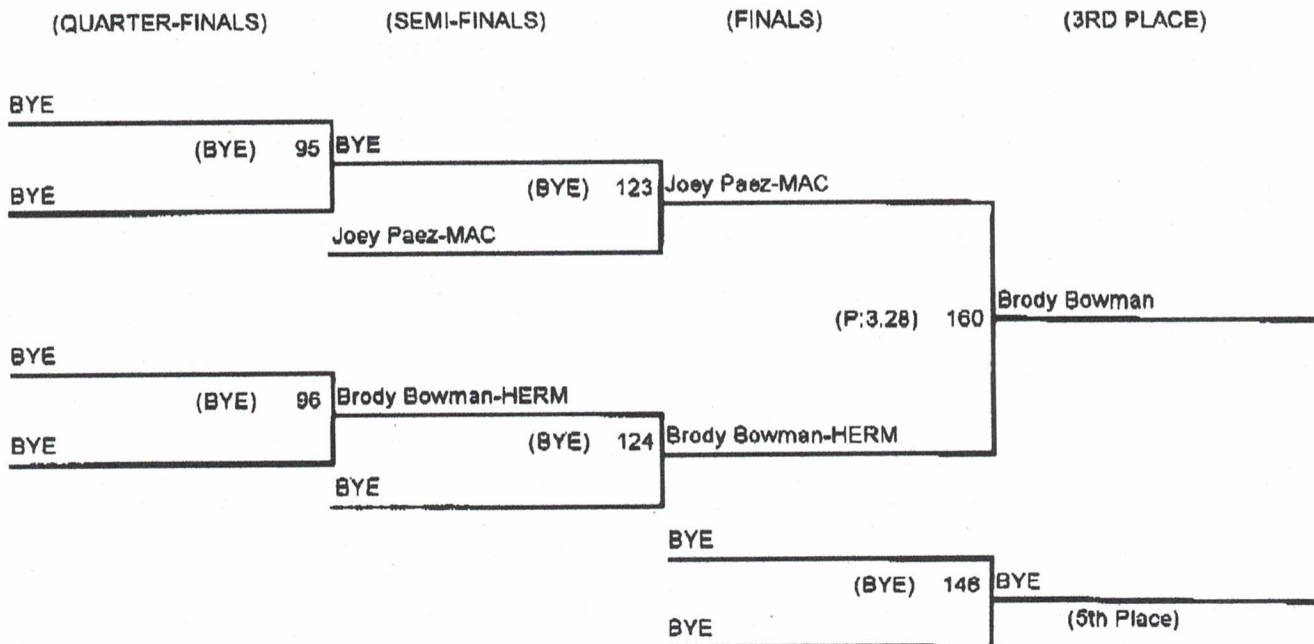 (QUARTER-FINALS) (SEMI-FINALS) (FINALS) (3RD PLACE)
BYE
(BYE) 95 BYE
BYE
(BYE) 123 Joey Paez-MAC
Joey Paez-MAC
(P:3.28) 160 Brody Bowman
BYE
(BYE) 96 Brody Bowman-HERM
BYE
(BYE) 124 Brody Bowman-HERM
BYE
BYE
(BYE) 146 BYE
(5th Place)
BYE